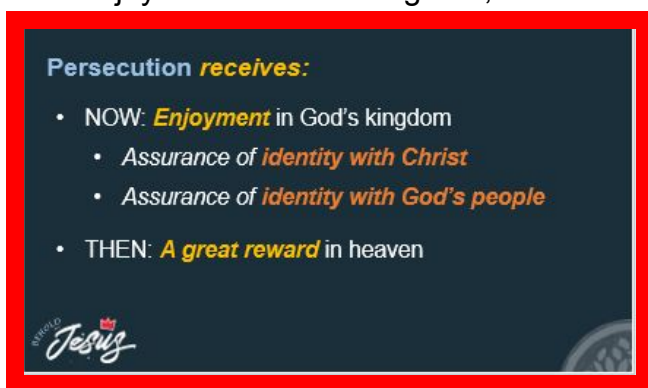 Persecution receives:
• NOW: Enjoyment in God's kingdom
• Assurance of identity with Christ
• Assurance of identity with God's people
• THEN: A great reward in heaven
BEHOLD
Jesus